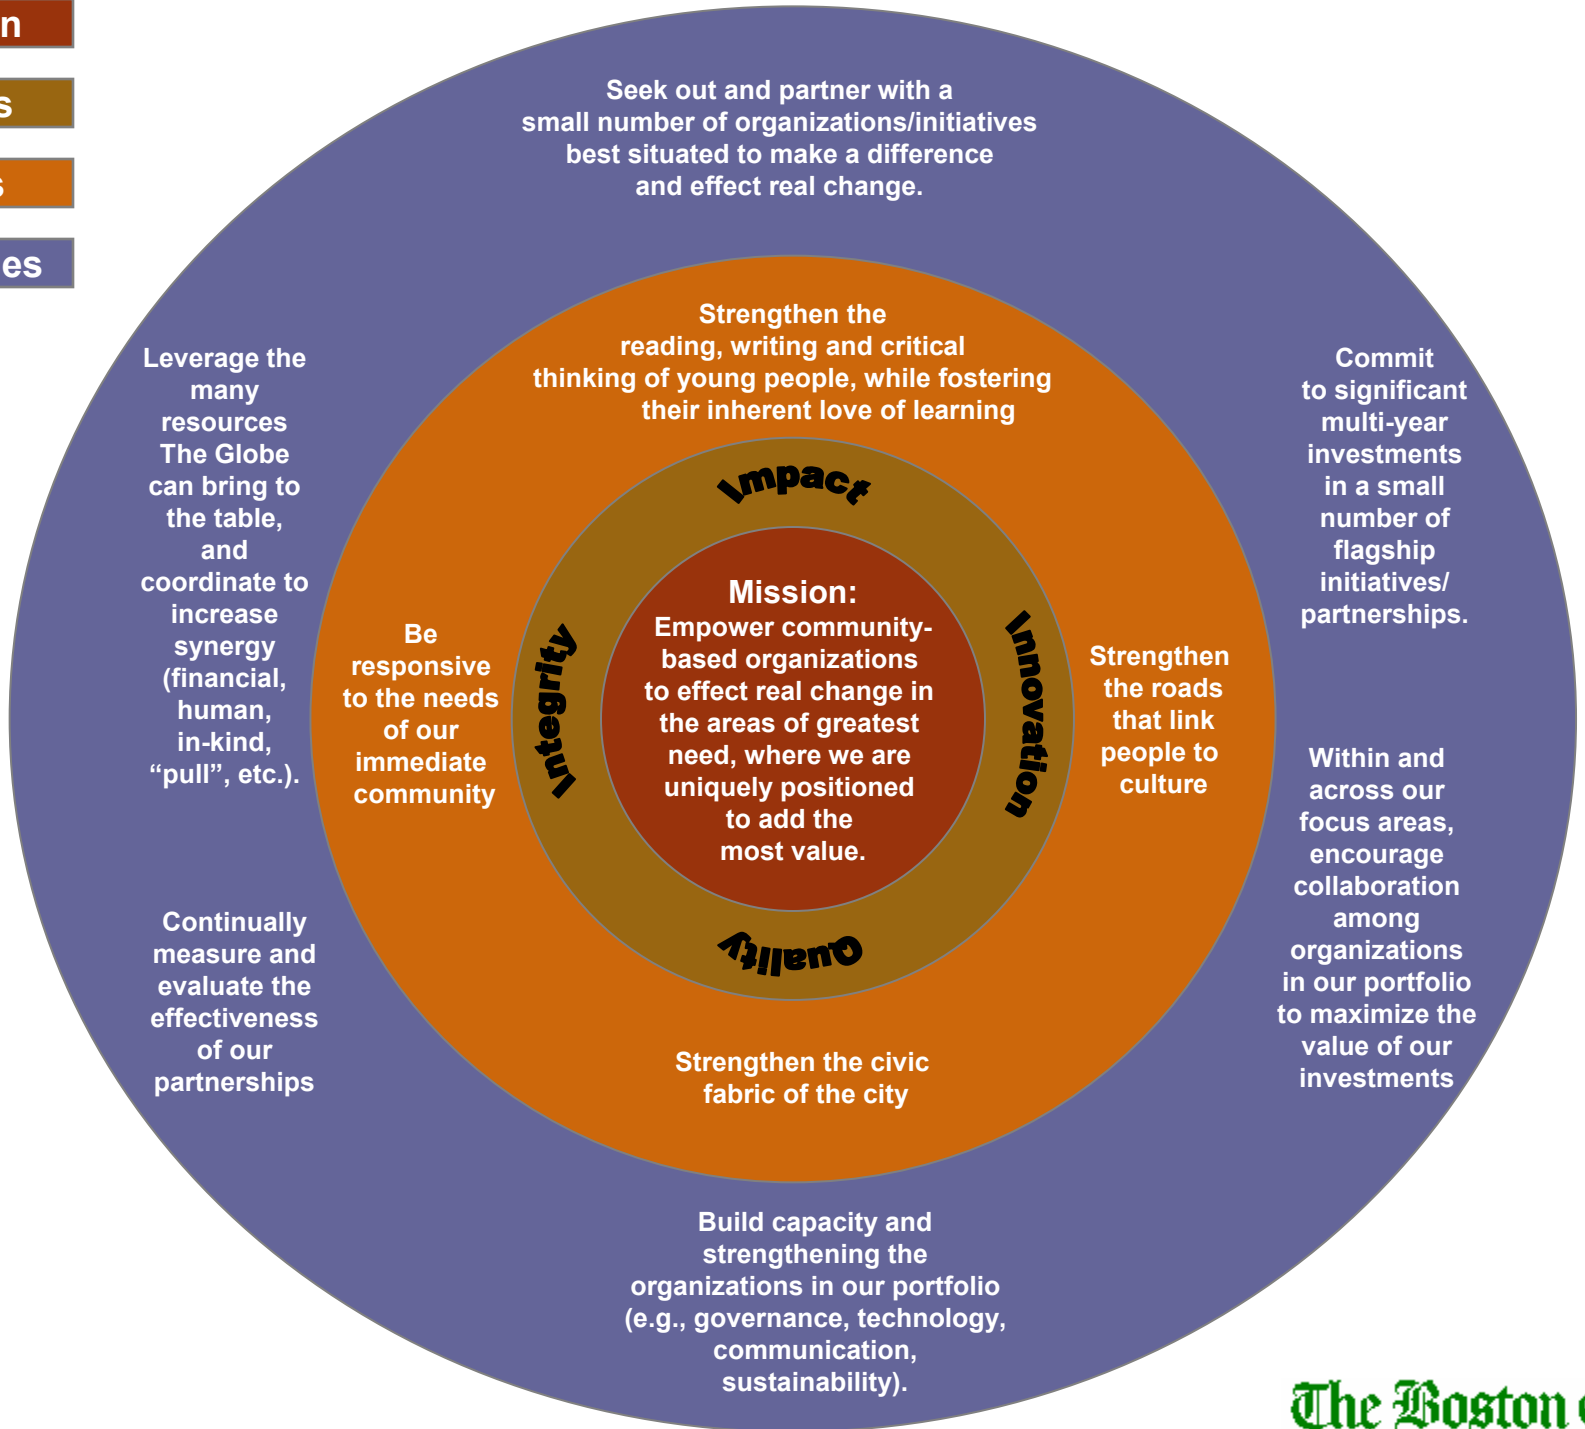 n
s
s
es
Seek out and partner with a
small number of organizations/initiatives
best situated to make a difference
and effect real change.
Strengthen the
reading, writing and critical
thinking of young people, while fostering
their inherent love of learning
Leverage the
many
resources
The Globe
can bring to
the table,
and
coordinate to
increase
synergy
(financial,
human,
in-kind,
“pull”, etc.).
Commit
to significant
multi-year
investments
in a small
number of
flagship
initiatives/
partnerships.
Impact
Integrity
Innovation
Quality
Mission:
Empower community-
based organizations
to effect real change in
the areas of greatest
need, where we are
uniquely positioned
to add the
most value.
Be
responsive
to the needs
of our
immediate
community
Strengthen
the roads
that link
people to
culture
Within and
across our
focus areas,
encourage
collaboration
among
organizations
in our portfolio
to maximize the
value of our
investments
Continually
measure and
evaluate the
effectiveness
of our
partnerships
Strengthen the civic
fabric of the city
Build capacity and
strengthening the
organizations in our portfolio
(e.g., governance, technology,
communication,
sustainability).
The Boston